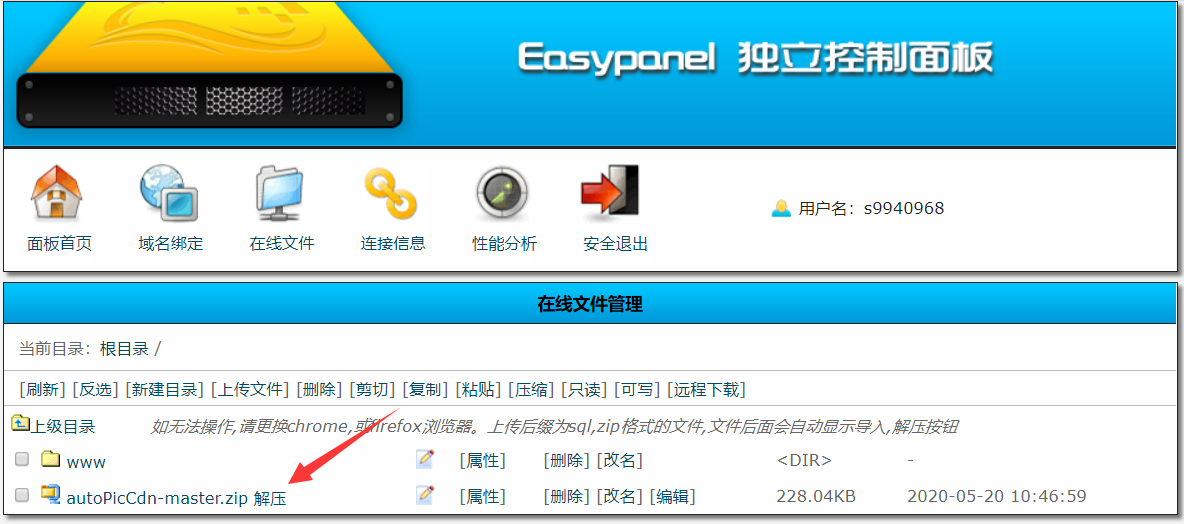 Easypanel 独立控制面板
面板首页 域名绑定 在线文件 连接信息 性能分析 安全退出 用户名：s9940968
在线文件管理
当前目录：根目录 /
[刷新] [反选] [新建目录] [上传文件] [删除] [剪切] [复制] [粘贴] [压缩] [只读] [可写] [远程下载]
上级目录 如无法操作,请更换chrome,或firefox浏览器。上传后缀为sql,zip格式的文件,文件后面会自动显示导入,解压按钮
www [属性] [删除] [改名] <DIR> -
autoPicCdn-master.zip 解压 [属性] [删除] [改名] [编辑] 228.04KB 2020-05-20 10:46:59